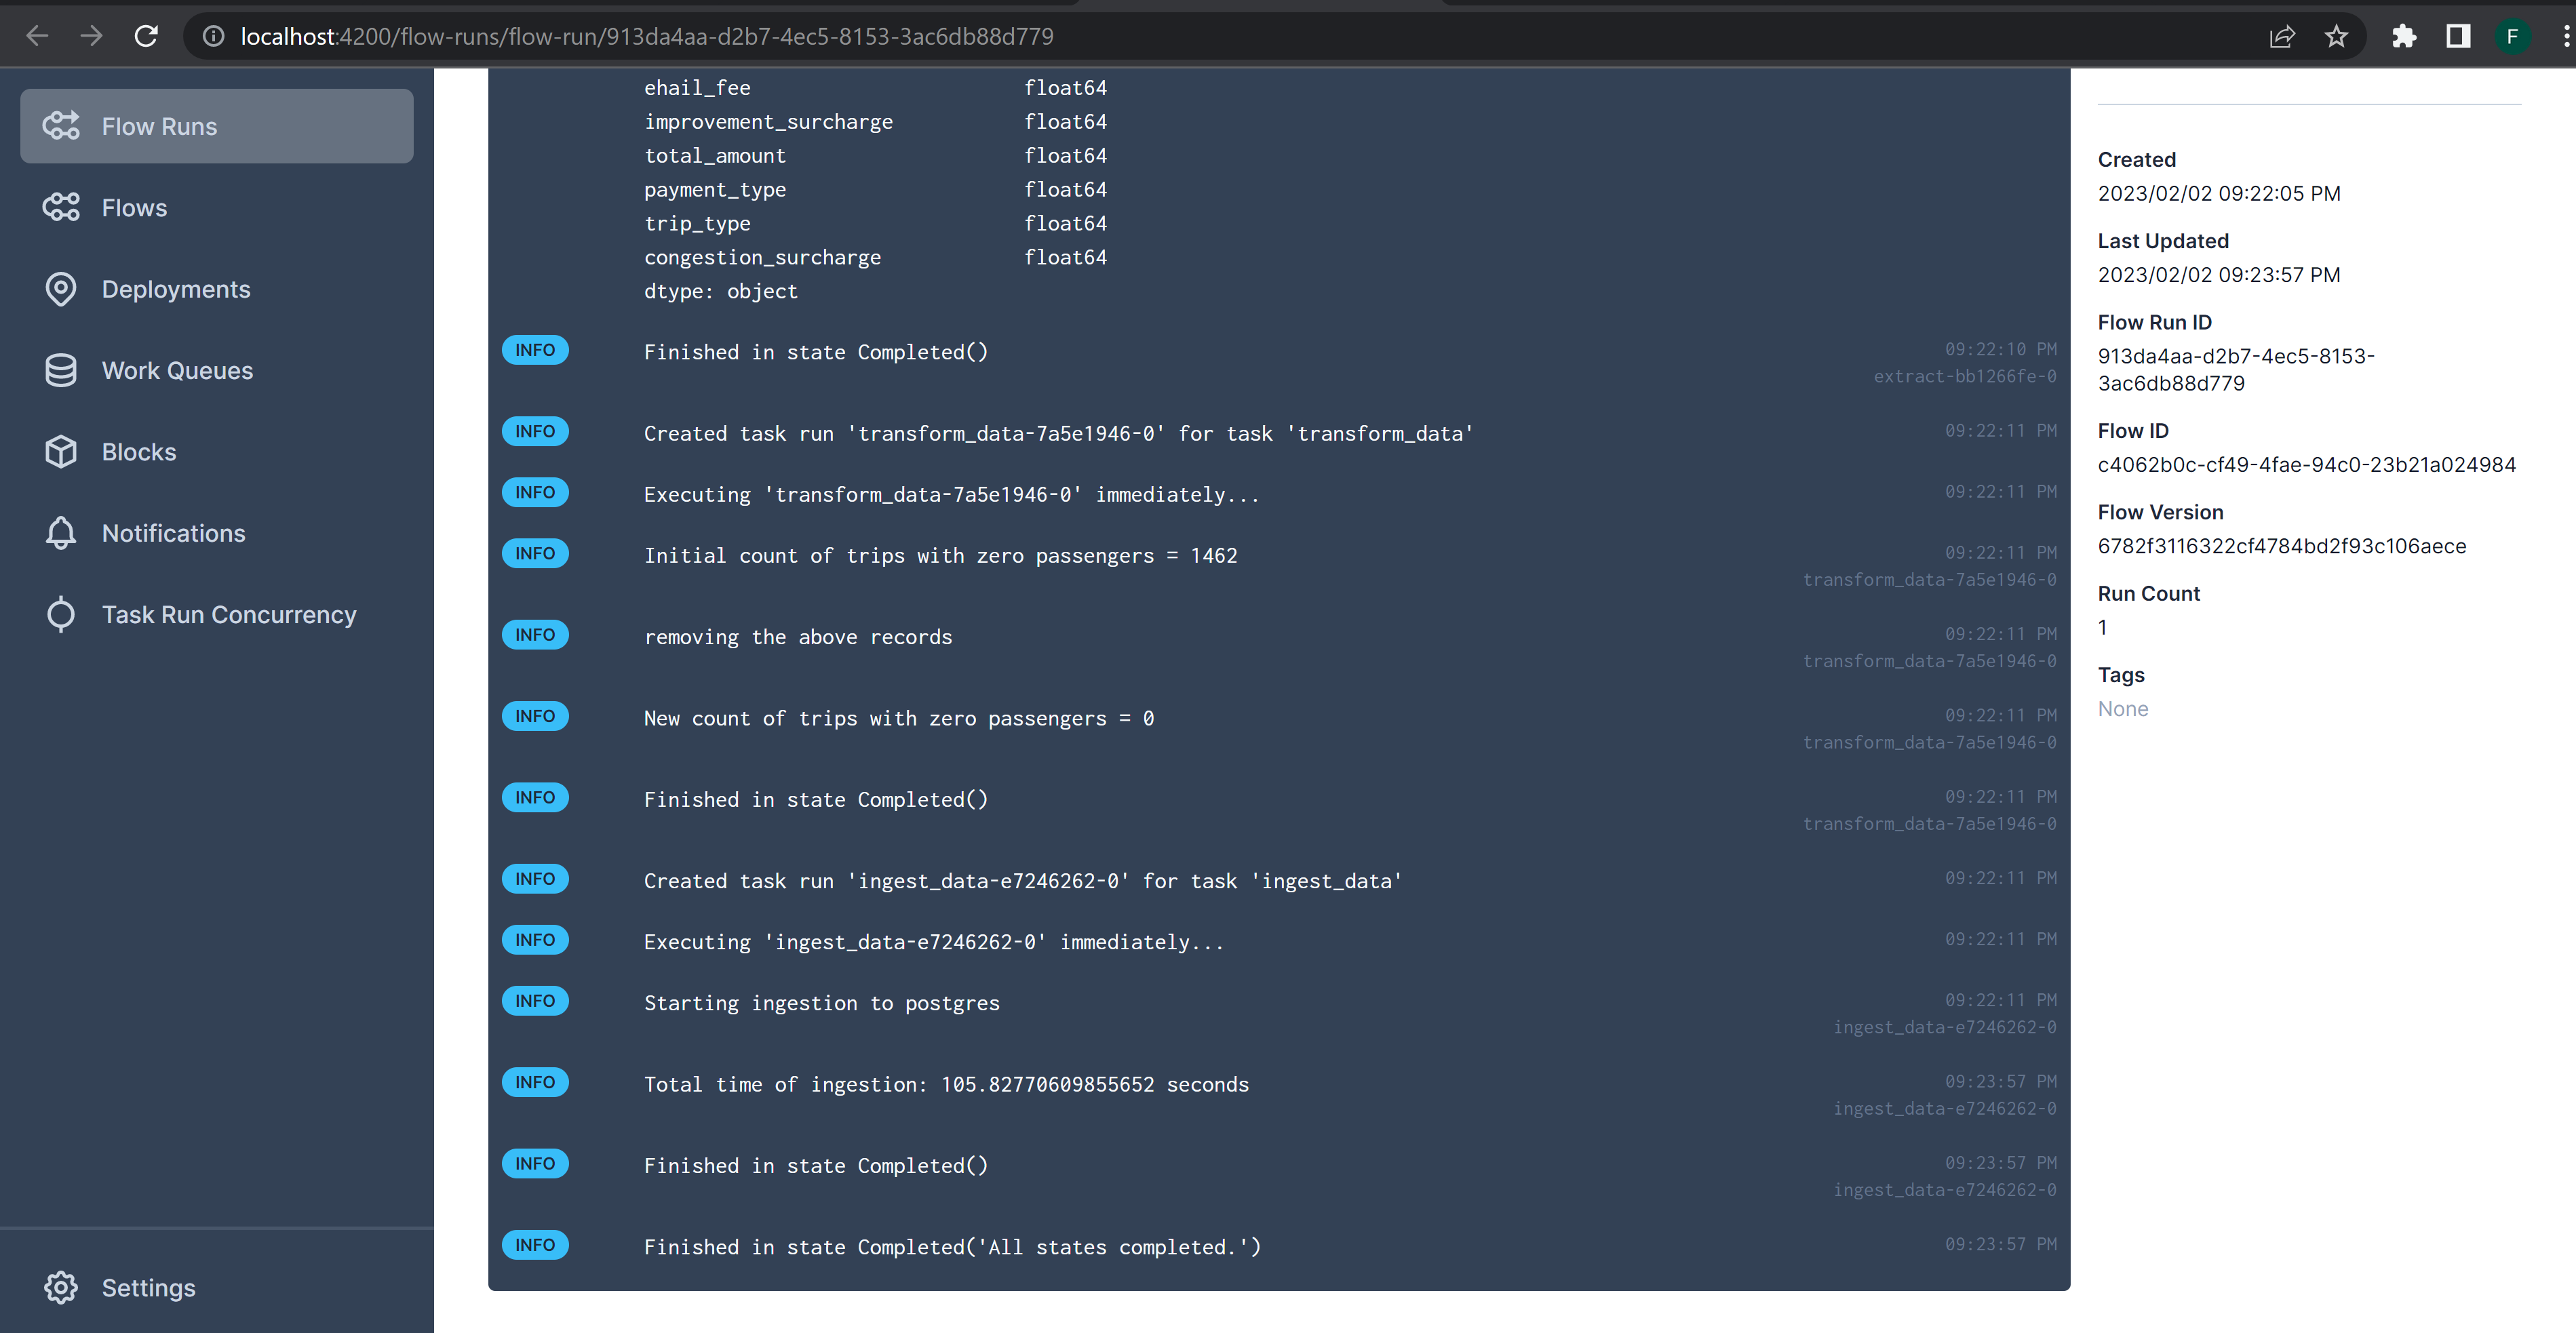 localhost:4200/flow-runs/flow-run/913da4aa-d2b7-4ec5-8153-3ac6db88d779
F
Flow Runs
Flows
Deployments
Work Queues
Blocks
Notifications
Task Run Concurrency
Settings
ehail_fee float64
improvement_surcharge float64
total_amount float64
payment_type float64
trip_type float64
congestion_surcharge float64
dtype: object
INFO Finished in state Completed() 09:22:10 PM
extract-bb1266fe-0
INFO Created task run 'transform_data-7a5e1946-0' for task 'transform_data' 09:22:11 PM
INFO Executing 'transform_data-7a5e1946-0' immediately... 09:22:11 PM
INFO Initial count of trips with zero passengers = 1462 09:22:11 PM
transform_data-7a5e1946-0
INFO removing the above records 09:22:11 PM
transform_data-7a5e1946-0
INFO New count of trips with zero passengers = 0 09:22:11 PM
transform_data-7a5e1946-0
INFO Finished in state Completed() 09:22:11 PM
transform_data-7a5e1946-0
INFO Created task run 'ingest_data-e7246262-0' for task 'ingest_data' 09:22:11 PM
INFO Executing 'ingest_data-e7246262-0' immediately... 09:22:11 PM
INFO Starting ingestion to postgres 09:22:11 PM
ingest_data-e7246262-0
INFO Total time of ingestion: 105.82770609855652 seconds 09:23:57 PM
ingest_data-e7246262-0
INFO Finished in state Completed() 09:23:57 PM
ingest_data-e7246262-0
INFO Finished in state Completed('All states completed.') 09:23:57 PM
Created
2023/02/02 09:22:05 PM
Last Updated
2023/02/02 09:23:57 PM
Flow Run ID
913da4aa-d2b7-4ec5-8153-
3ac6db88d779
Flow ID
c4062b0c-cf49-4fae-94c0-23b21a024984
Flow Version
6782f3116322cf4784bd2f93c106aece
Run Count
1
Tags
None